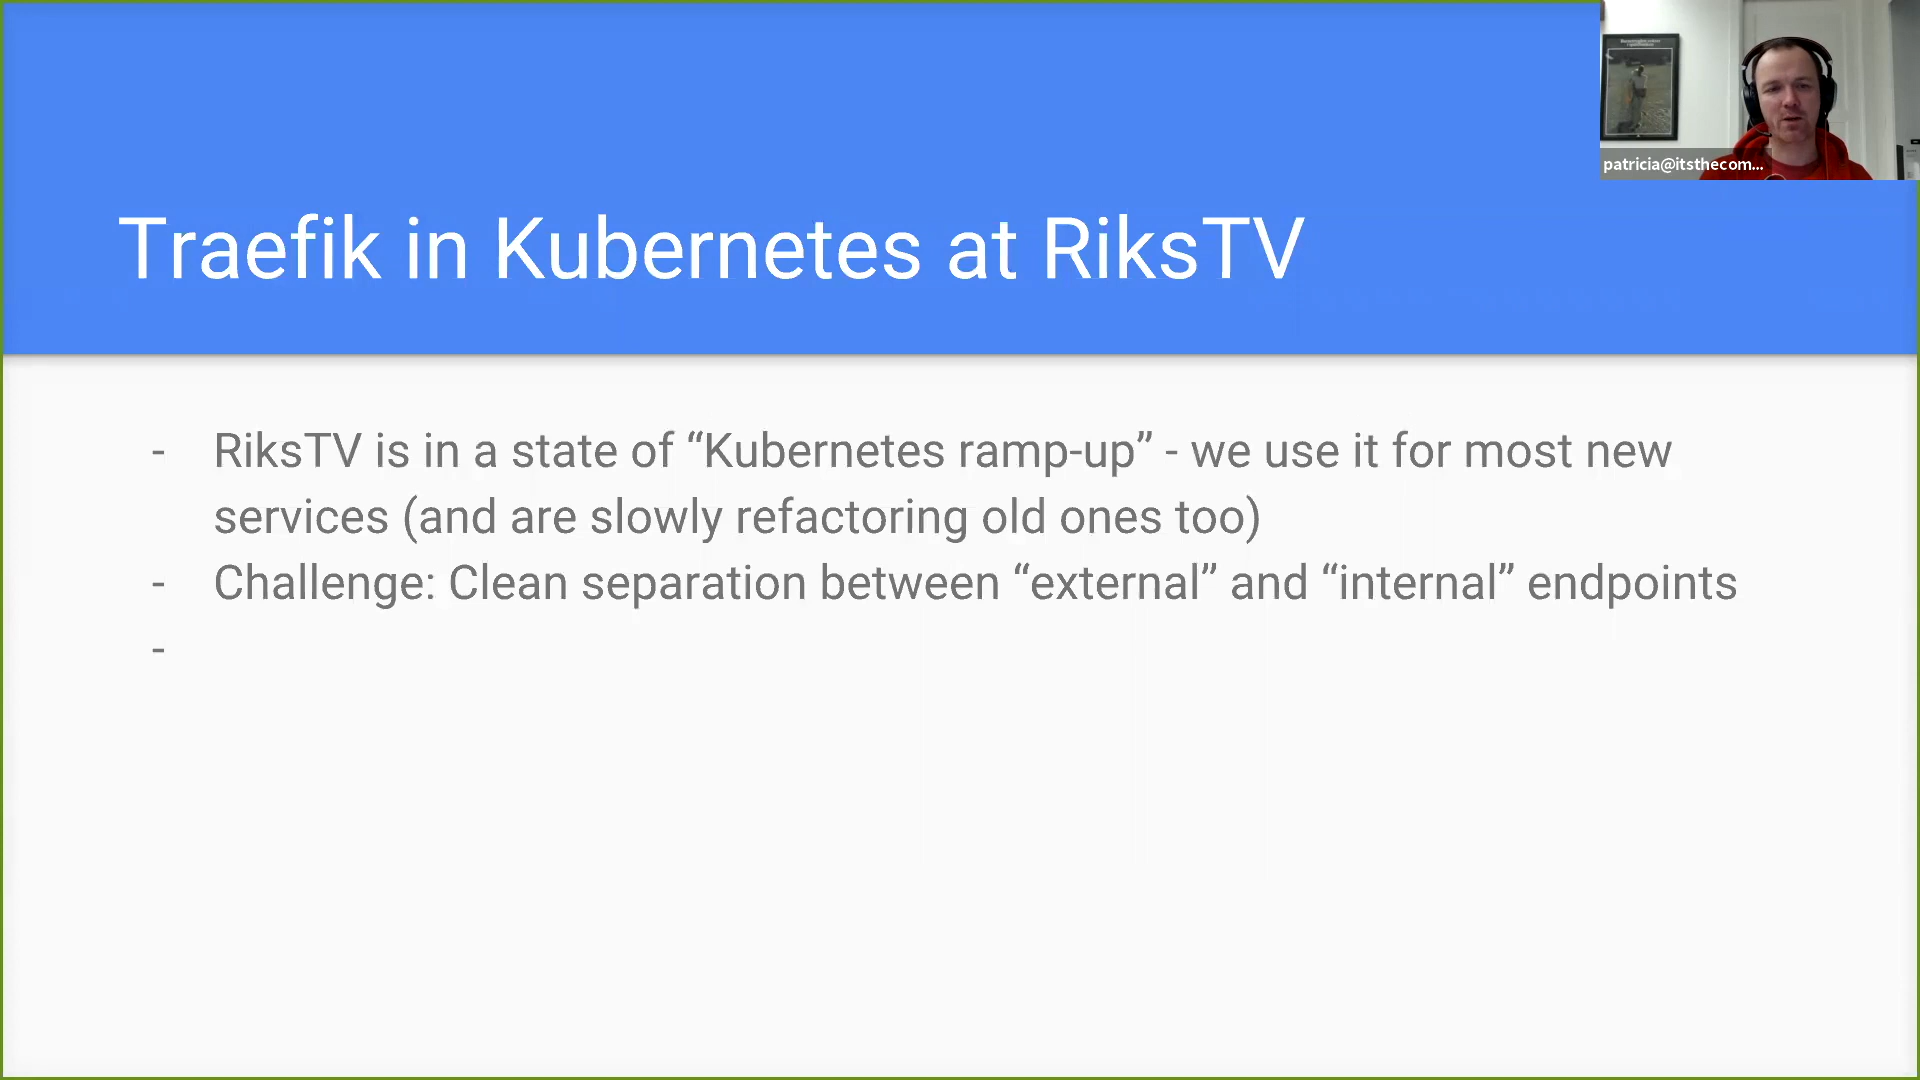 patricia@itsthecom...
Traefik in Kubernetes at RiksTV
- RiksTV is in a state of “Kubernetes ramp-up” - we use it for most new
services (and are slowly refactoring old ones too)
- Challenge: Clean separation between “external” and “internal” endpoints
-